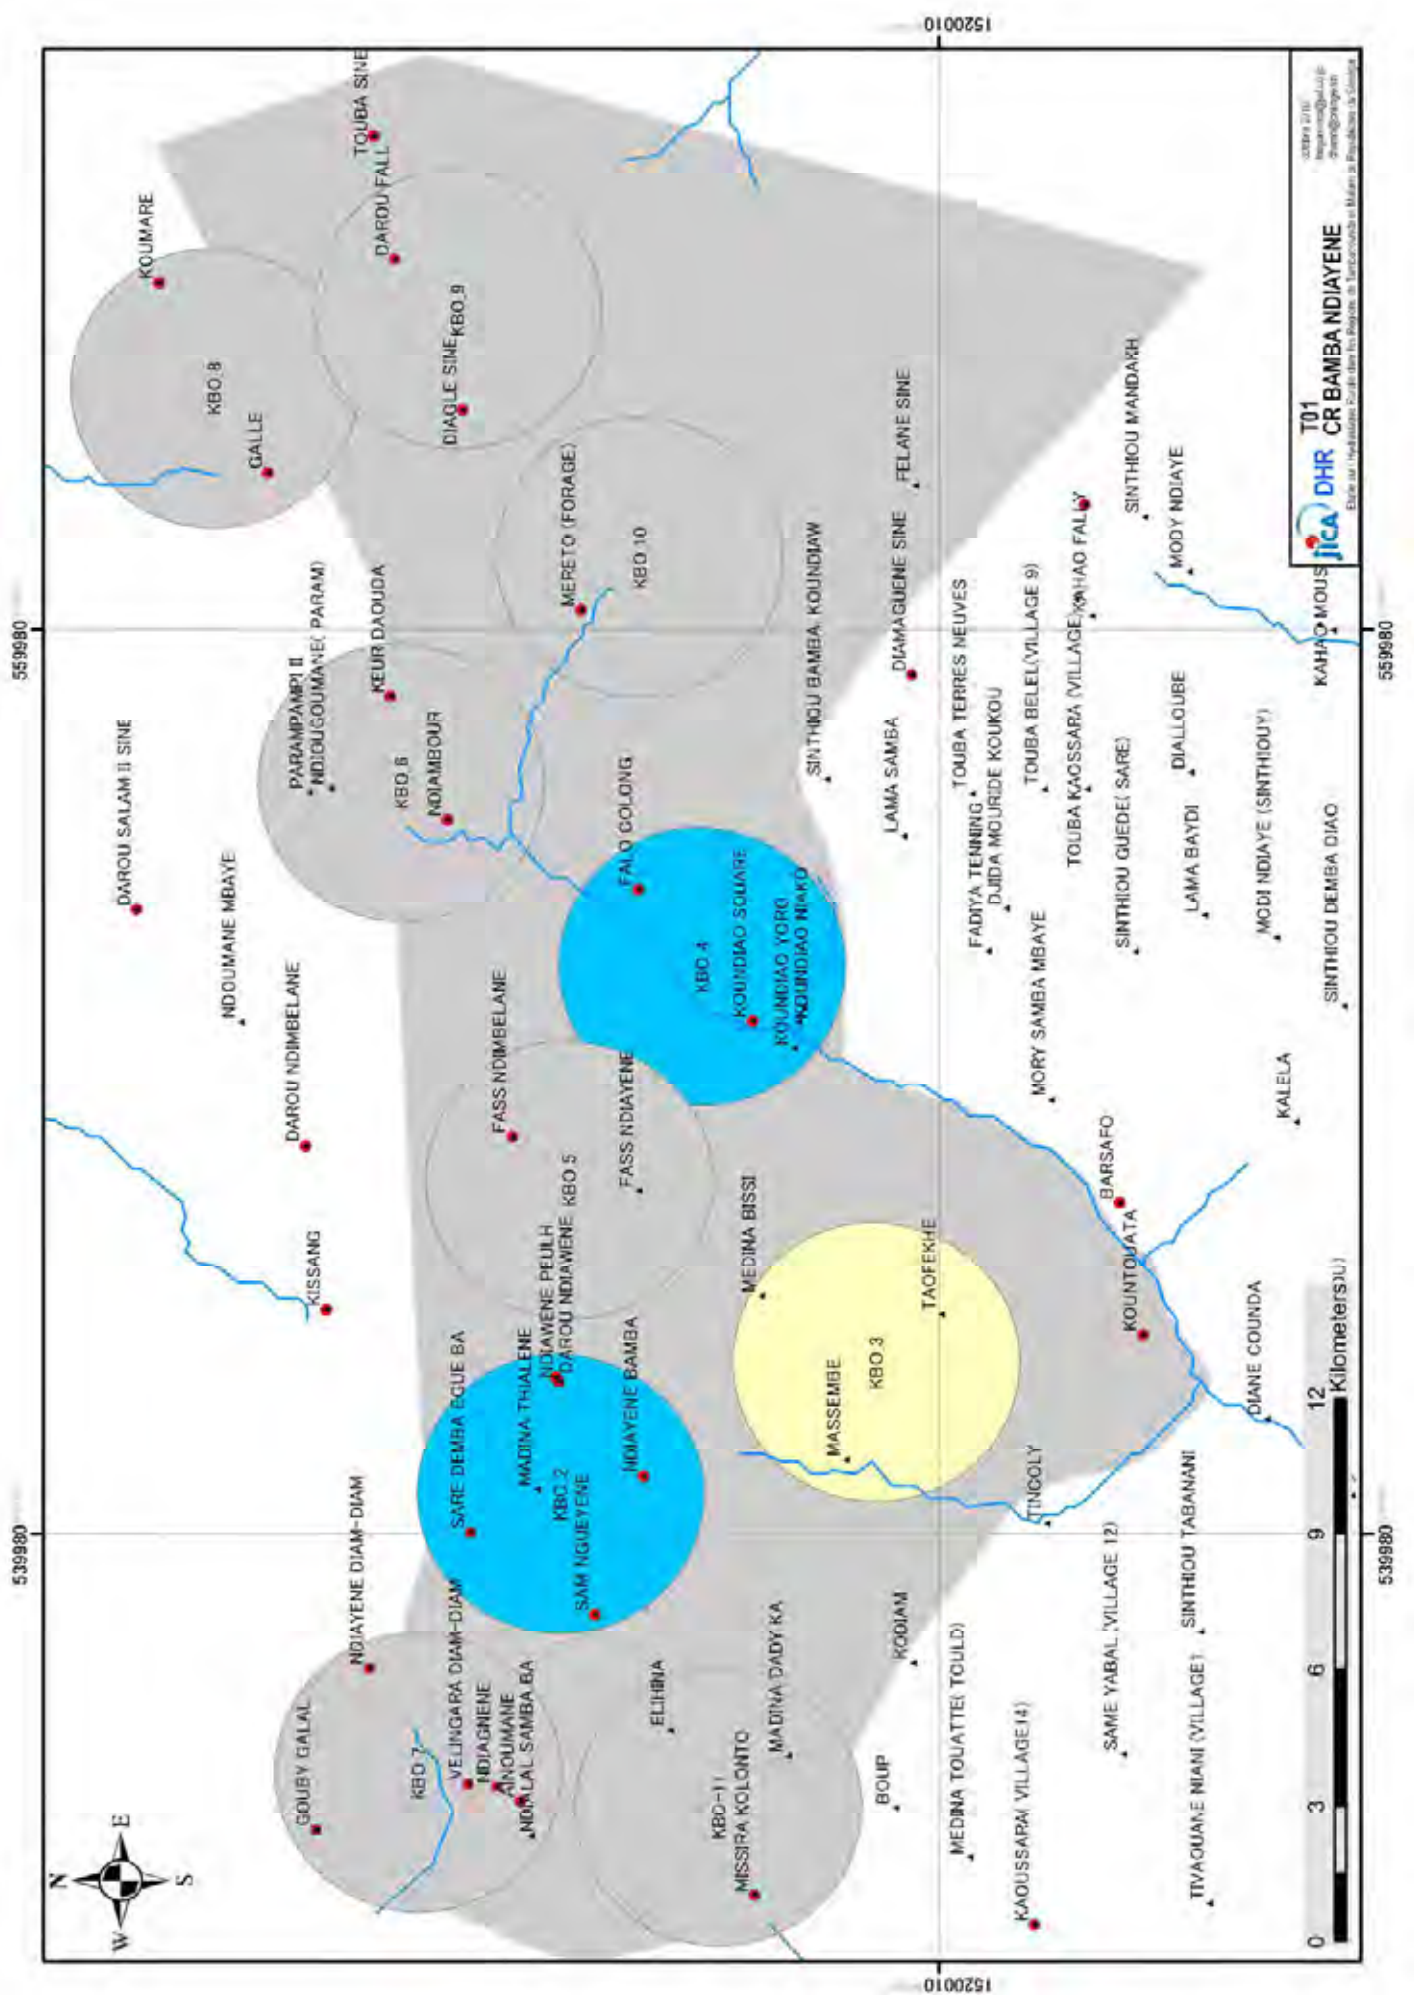 559980
539980
1520010
1520010
559980
539980
N
W
E
S
KOUMARE
TOUBA SINE
DAROU FALL
KBO 8
GALLE
DIAGLE SINE
KBO 9
DAROU SALAM II SINE
PARAMPAMPI II
NDIOUGOUMANE( PARAM)
KEUR DAOUDA
KBO 6
NDIAMBOUR
MERETO (FORAGE)
KBO 10
NDOUMANE MBAYE
DAROU NDIMBELANE
FASS NDIMBELANE
FALO COLONG
KBO 4
KOUNDIAO SOUARE
KOUNDIAO YORO
KOUNDIAO NIAKO
SINTHIOU BAMBA, KOUNDIAW
FELANE SINE
DIAMAGUENE SINE
LAMA SAMBA
SINTHIOU MANDAKH
MODY NDIAYE
TOUBA TERRES NEUVES
TOUBA BELEL(VILLAGE 9)
TOUBA KAOSSARA (VILLAGE)
KAHAO FALLY
FADIYA TENNING
DJIDA MOURIDE KOUKOU
SINTHIOU GUEDE( SARE)
DIALLOUBE
LAMA BAYDI
MODI NDIAYE (SINTHIOUY)
KAHAO MOUS
SINTHIOU DEMBA DIAO
MORY SAMBA MBAYE
KALELA
KISSANG
FASS NDIAYENE
KBO 5
NDIAWENE PEULH
DAROU NDIAWENE
MEDINA BISSI
BARSAFO
KOUNTOUATA
TAOFEKHE
KBO 3
MASSEMBE
SARE DEMBA EGUE BA
MADINA THIALENE
KBO 2
NDIAYENE BAMBA
SAM NGUEYENE
NDIAYENE DIAM-DIAM
GOUBY GALAL
KBO 7
VELINGARA DIAM-DIAM
NDIAGNENE
ANOUMANE
NDIALAL SAMBA BA
ELIHINA
KBO-11
MISSIRA KOLONTO
MADINA DADY KA
KODIAM
BOUP
MEDINA TOUATTE( TOULD)
KAOUSSARA( VILLAGE 14)
TINCOLY
SAME YABAL (VILLAGE 12)
SINTHIOU TABANANI
TIVAOUANE NIANI (VILLAGE1
DIANE COUNDA
0
3
6
9
12
Kilometers
jICA DHR T01
CR BAMBA NDIAYENE